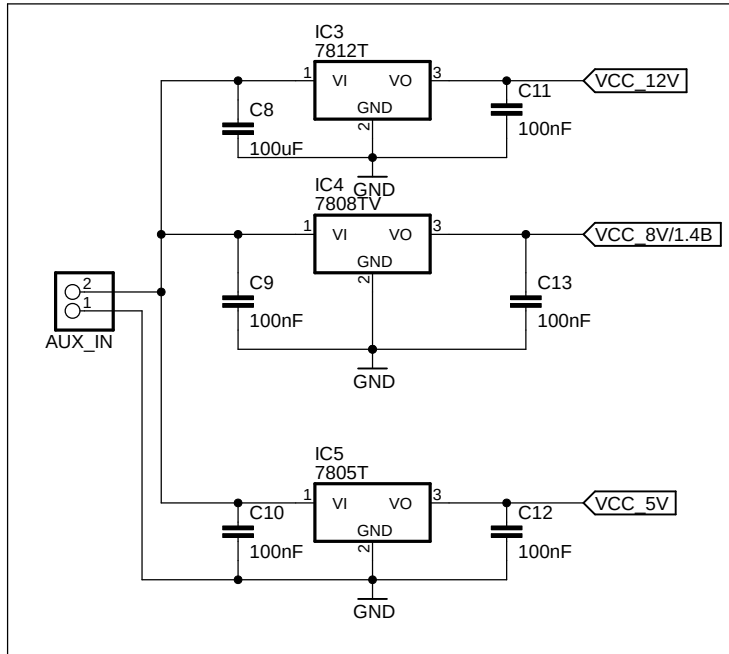 IC3
7812T
1 VI VO 3
GND
2
C8
100uF
C11
100nF
VCC_12V
GND
IC4
7808TV
1 VI VO 3
GND
2
C9
100nF
C13
100nF
VCC_8V/1.4B
GND
2
1
AUX_IN
IC5
7805T
1 VI VO 3
GND
2
C10
100nF
C12
100nF
VCC_5V
GND